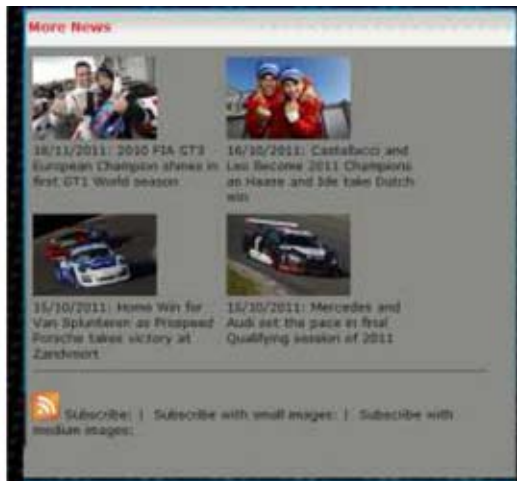 More News
18/11/2011: 2010 FIA GT3
European Champion shines in
first GT1 World season
16/10/2011: Castellacci and
Leo Become 2011 Champions
as Haase and Ide take Dutch
win
15/10/2011: Home Win for
Van Splunteren as Prospeed
Porsche takes victory at
Zandvoort
15/10/2011: Mercedes and
Audi set the pace in final
Qualifying session of 2011
Subscribe: | Subscribe with small images: | Subscribe with
medium images: